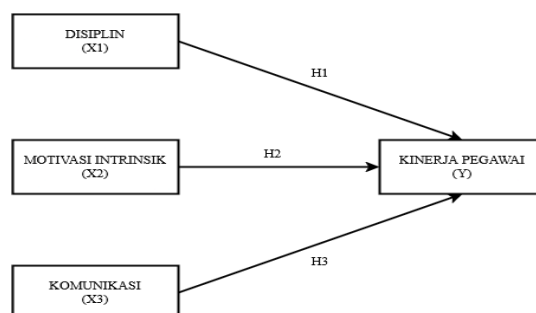 DISIPLIN
(X1)
H1
MOTIVASI INTRINSIK
(X2)
H2
KINERJA PEGAWAI
(Y)
H3
KOMUNIKASI
(X3)